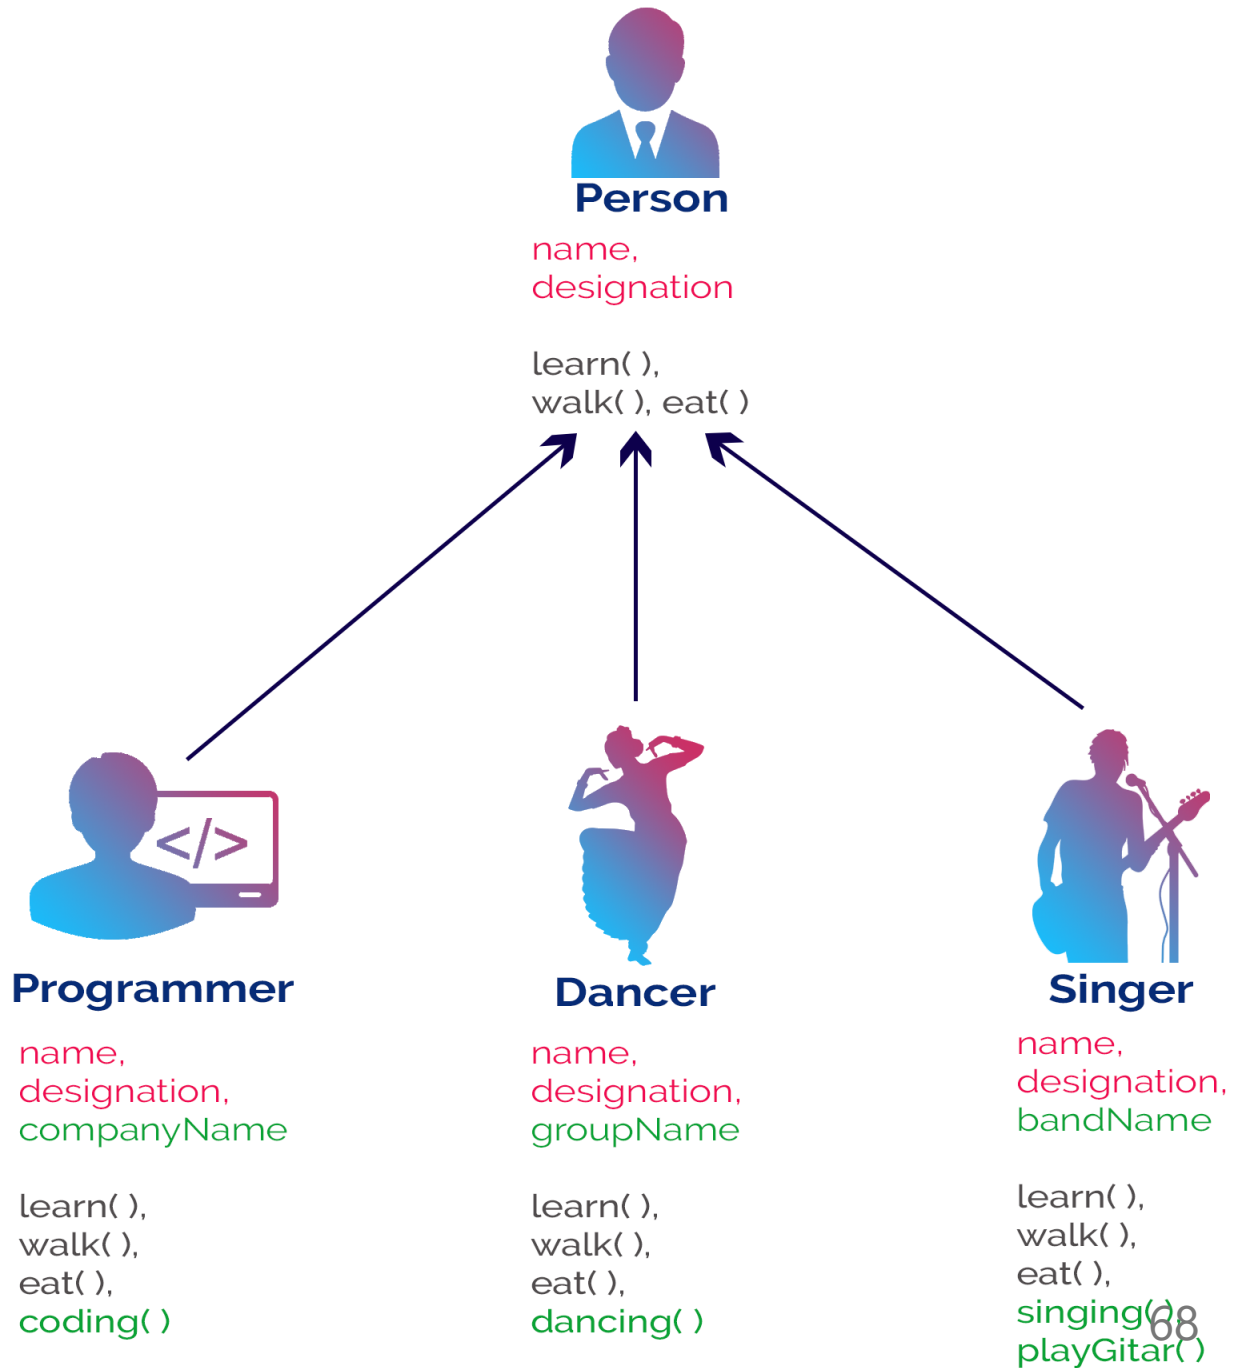 Person
name,
designation
learn( ),
walk( ), eat( )
</>
Programmer
name,
designation,
companyName
learn( ),
walk( ),
eat( ),
coding( )
Dancer
name,
designation,
groupName
learn( ),
walk( ),
eat( ),
dancing( )
Singer
name,
designation,
bandName
learn( ),
walk( ),
eat( ),
singing( ),
playGitar( )
68